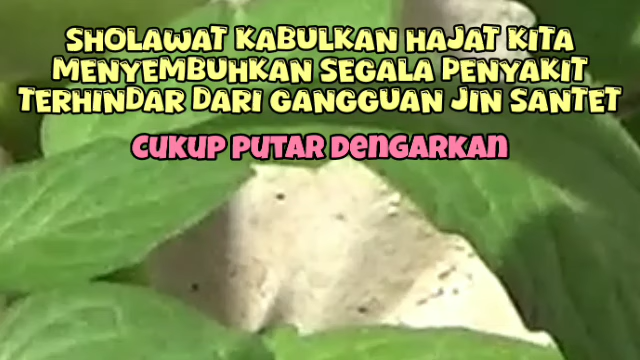 SHOLAWAT KABULKAN HAJAT KITA
MENYEMBUHKAN SEGALA PENYAKIT
TERHINDAR DARI GANGGUAN JIN SANTET
CUKUP PUTAR DENGARKAN